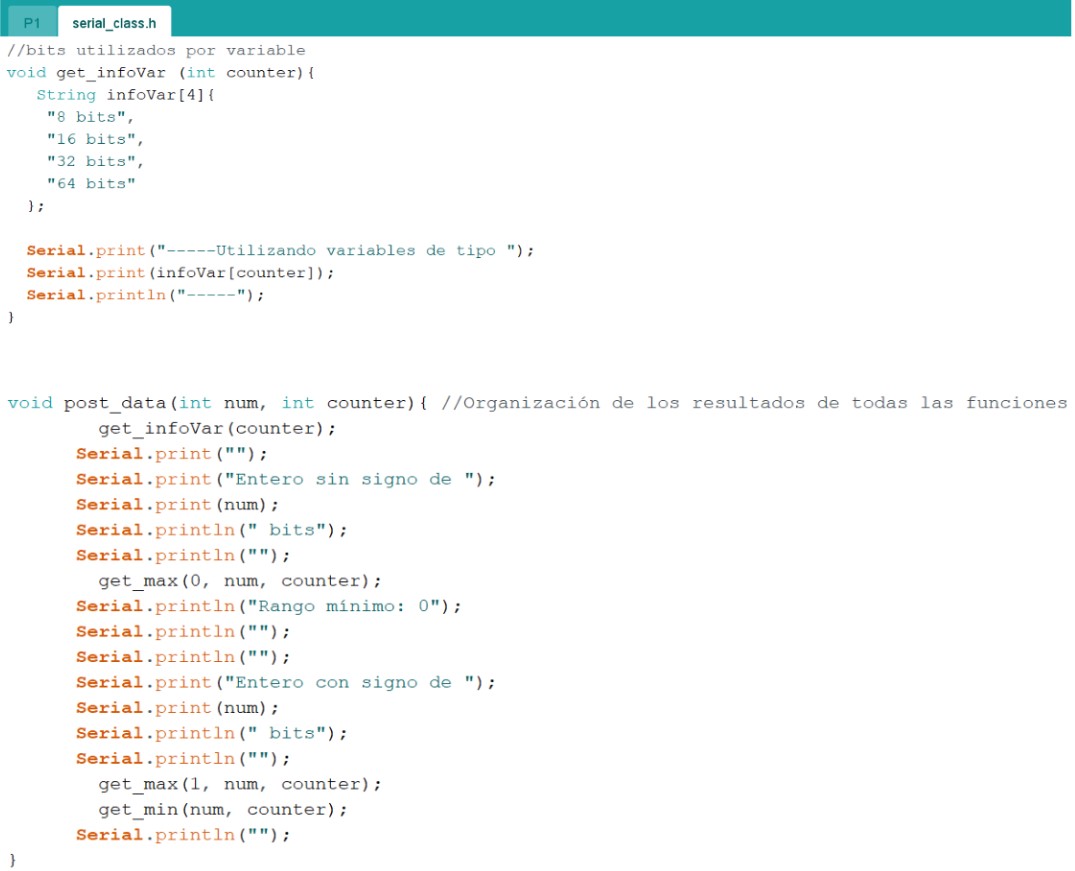 P1 serial_class.h
//bits utilizados por variable
void get_infoVar (int counter){
String infoVar[4]{
"8 bits",
"16 bits",
"32 bits",
"64 bits"
};
Serial.print("-----Utilizando variables de tipo ");
Serial.print(infoVar[counter]);
Serial.println("-----");
}
void post_data(int num, int counter){ //Organización de los resultados de todas las funciones
get_infoVar(counter);
Serial.print("");
Serial.print("Entero sin signo de ");
Serial.print(num);
Serial.println(" bits");
Serial.println("");
get_max(0, num, counter);
Serial.println("Rango mínimo: 0");
Serial.println("");
Serial.println("");
Serial.print("Entero con signo de ");
Serial.print(num);
Serial.println(" bits");
Serial.println("");
get_max(1, num, counter);
get_min(num, counter);
Serial.println("");
}